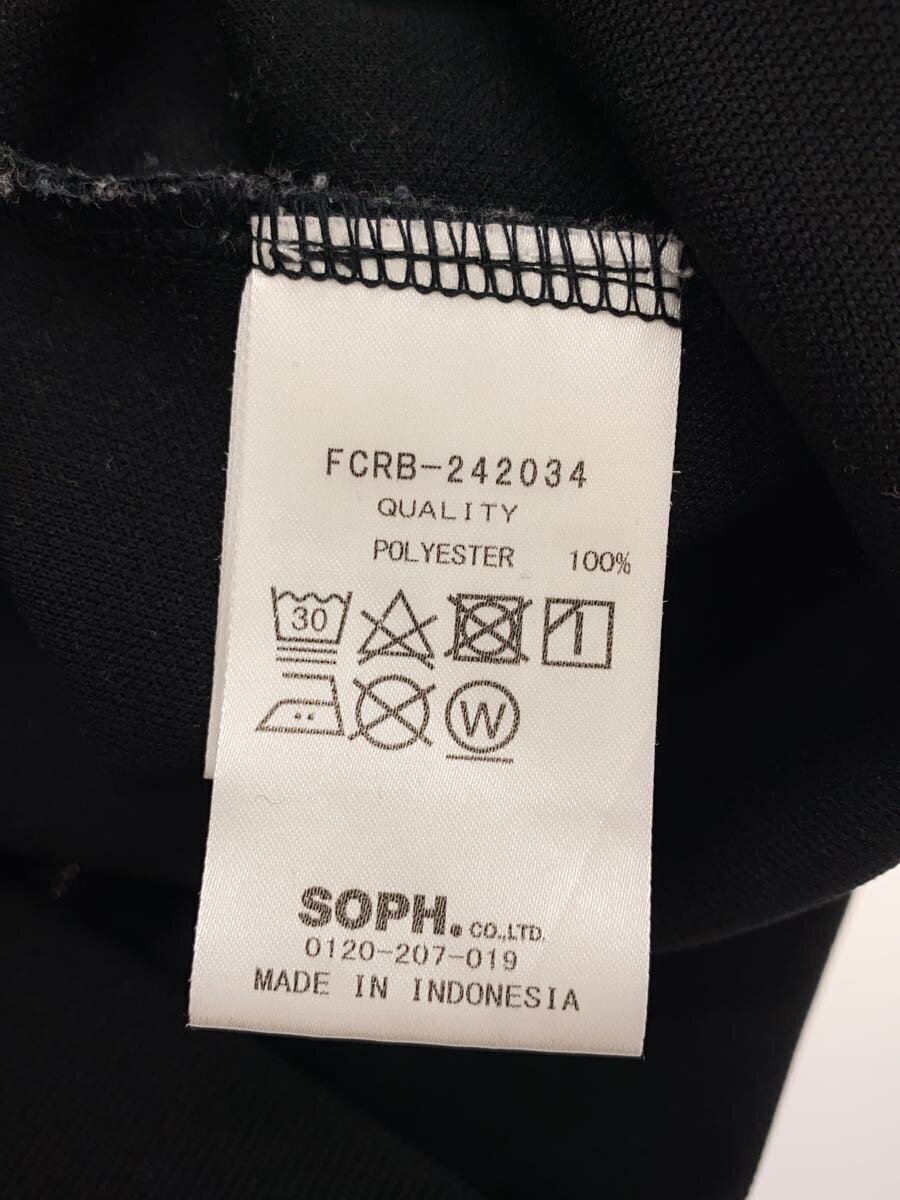 FCRB-242034
QUALITY
POLYESTER 100%
30
W
SOPH. CO.,LTD.
0120-207-019
MADE IN INDONESIA